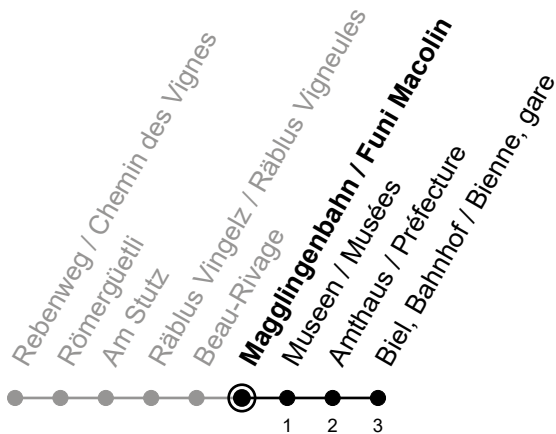 Rebenweg / Chemin des Vignes
Römergüetli
Am Stutz
Räblus Vingelz / Räblus Vigneules
Beau-Rivage
Magglingenbahn / Funi Macolin
Museen / Musées
Amthaus / Préfecture
Biel, Bahnhof / Bienne, gare
1 2 3